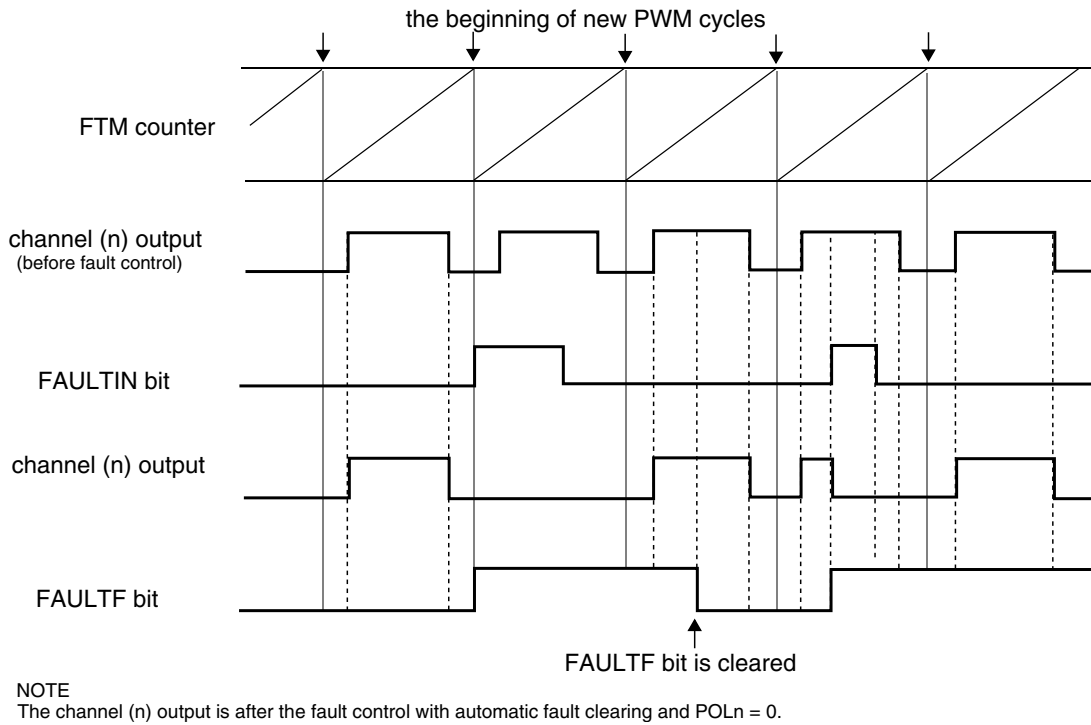 the beginning of new PWM cycles
FTM counter
channel (n) output
(before fault control)
FAULTIN bit
channel (n) output
FAULTF bit
FAULTF bit is cleared
NOTE
The channel (n) output is after the fault control with automatic fault clearing and POLn = 0.